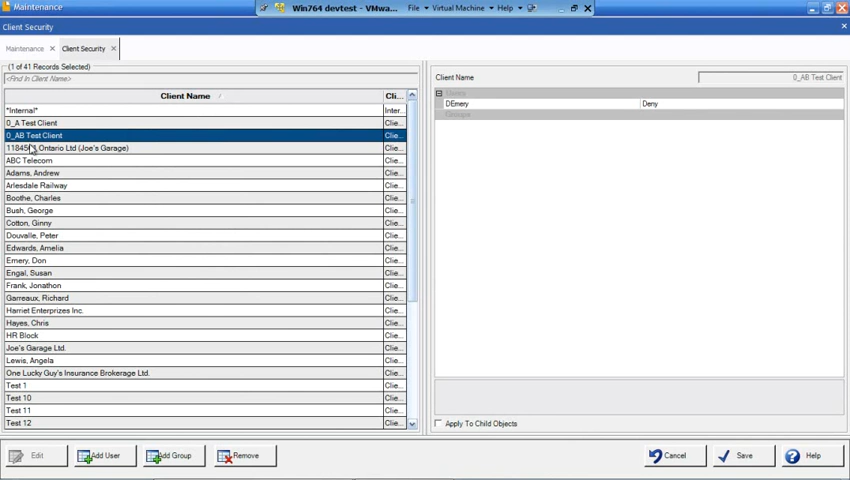 Maintenance
Win764 devtest - VMwa...
File
Virtual Machine
Help
Client Security
Maintenance
Client Security
(1 of 41 Records Selected)
<Find In Client Name>
Client Name
Cli...
*Internal*
Inter...
0_A Test Client
Clie...
0_AB Test Client
Clie...
Ontario Ltd (Joe's Garage)
Clie...
ABC Telecom
Clie...
Adams, Andrew
Clie...
Arlesdale Railway
Clie...
Boothe, Charles
Clie...
Bush, George
Clie...
Cotton, Ginny
Clie...
Douvalle, Peter
Clie...
Edwards, Amelia
Clie...
Emery, Don
Clie...
Engal, Susan
Clie...
Frank, Jonathon
Clie...
Garreaux, Richard
Clie...
Harriet Enterprizes Inc.
Clie...
Hayes, Chris
Clie...
HR Block
Clie...
Joe's Garage Ltd.
Clie...
Lewis, Angela
Clie...
One Lucky Guy's Insurance Brokerage Ltd.
Clie...
Test 1
Clie...
Test 10
Clie...
Test 11
Clie...
Test 12
Clie...
Client Name
0_AB Test Client
Users
DEmery
Deny
Groups
Apply To Child Objects
Edit
Add User
Add Group
Remove
Cancel
Save
Help